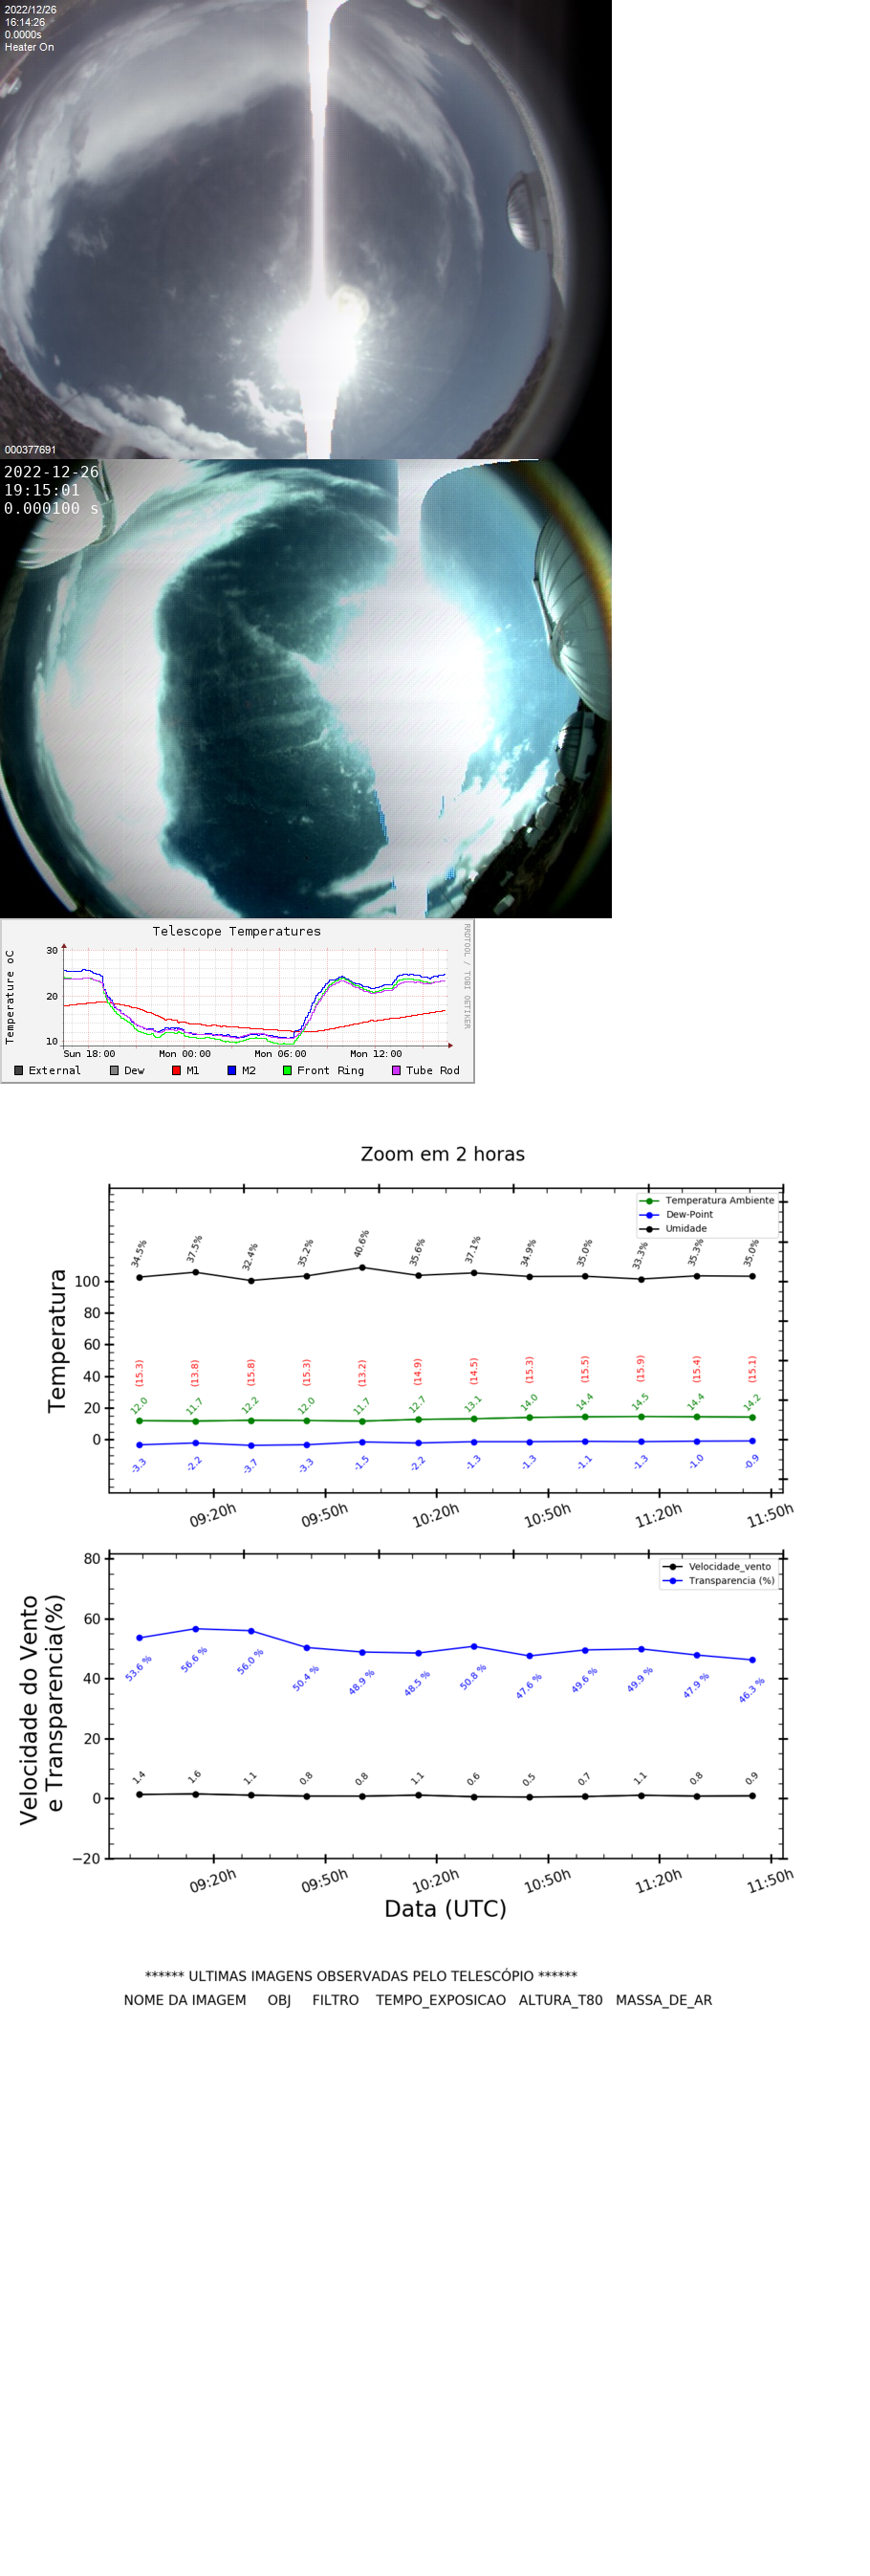 2022/12/26
16:14:26
0.0000s
Heater On
000377691
2022-12-26
19:15:01
0.000100 s
Telescope Temperatures
RRDTOOL / TOBI OETIKER
Temperature oC
30
20
10
Sun 18:00 Mon 00:00 Mon 06:00 Mon 12:00
External Dew M1 M2 Front Ring Tube Rod
Zoom em 2 horas
Temperatura Ambiente
Dew-Point
Umidade
34.5% 37.5% 32.4% 35.2% 40.6% 35.6% 37.1% 34.9% 35.0% 33.3% 35.3% 35.0%
Temperatura
100
80
60
40
20
0
(15.3) (13.8) (15.8) (15.3) (13.2) (14.9) (14.5) (15.3) (15.5) (15.9) (15.4) (15.1)
12.0 11.7 12.2 12.0 11.7 12.7 13.1 14.0 14.4 14.5 14.4 14.2
-3.3 -2.2 -3.7 -3.3 -1.5 -2.2 -1.3 -1.3 -1.1 -1.3 -1.0 -0.9
09:20h 09:50h 10:20h 10:50h 11:20h 11:50h
Velocidade_vento
Transparencia (%)
Velocidade do Vento
e Transparencia(%)
80
60
40
20
0
−20
53.6 % 56.6 % 56.0 % 50.4 % 48.9 % 48.5 % 50.8 % 47.6 % 49.6 % 49.9 % 47.9 % 46.3 %
1.4 1.6 1.1 0.8 0.8 1.1 0.6 0.5 0.7 1.1 0.8 0.9
09:20h 09:50h 10:20h 10:50h 11:20h 11:50h
Data (UTC)
****** ULTIMAS IMAGENS OBSERVADAS PELO TELESCÓPIO ******
NOME DA IMAGEM OBJ FILTRO TEMPO_EXPOSICAO ALTURA_T80 MASSA_DE_AR